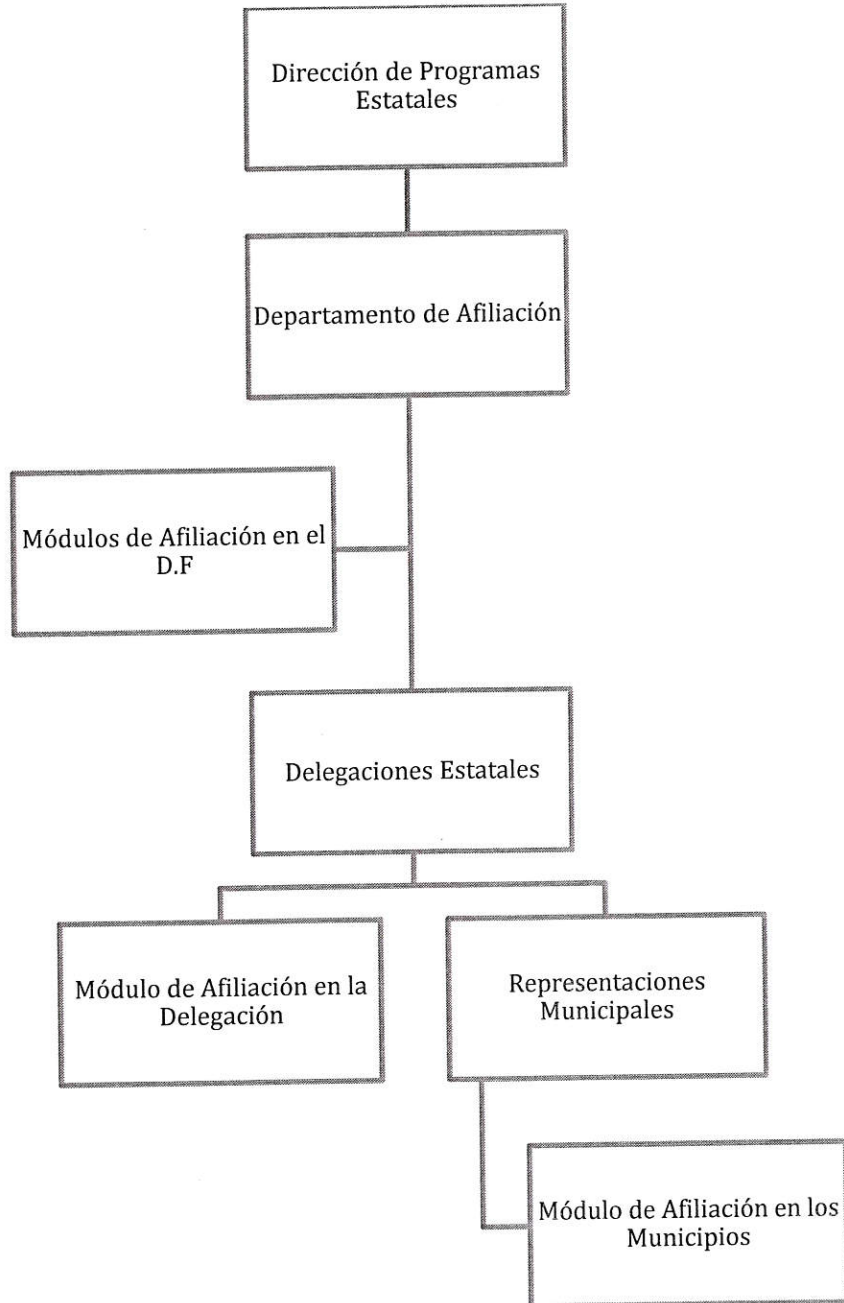 Dirección de Programas
Estatales
Departamento de Afiliación
Módulos de Afiliación en el
D.F
Delegaciones Estatales
Módulo de Afiliación en la
Delegación
Representaciones
Municipales
Módulo de Afiliación en los
Municipios